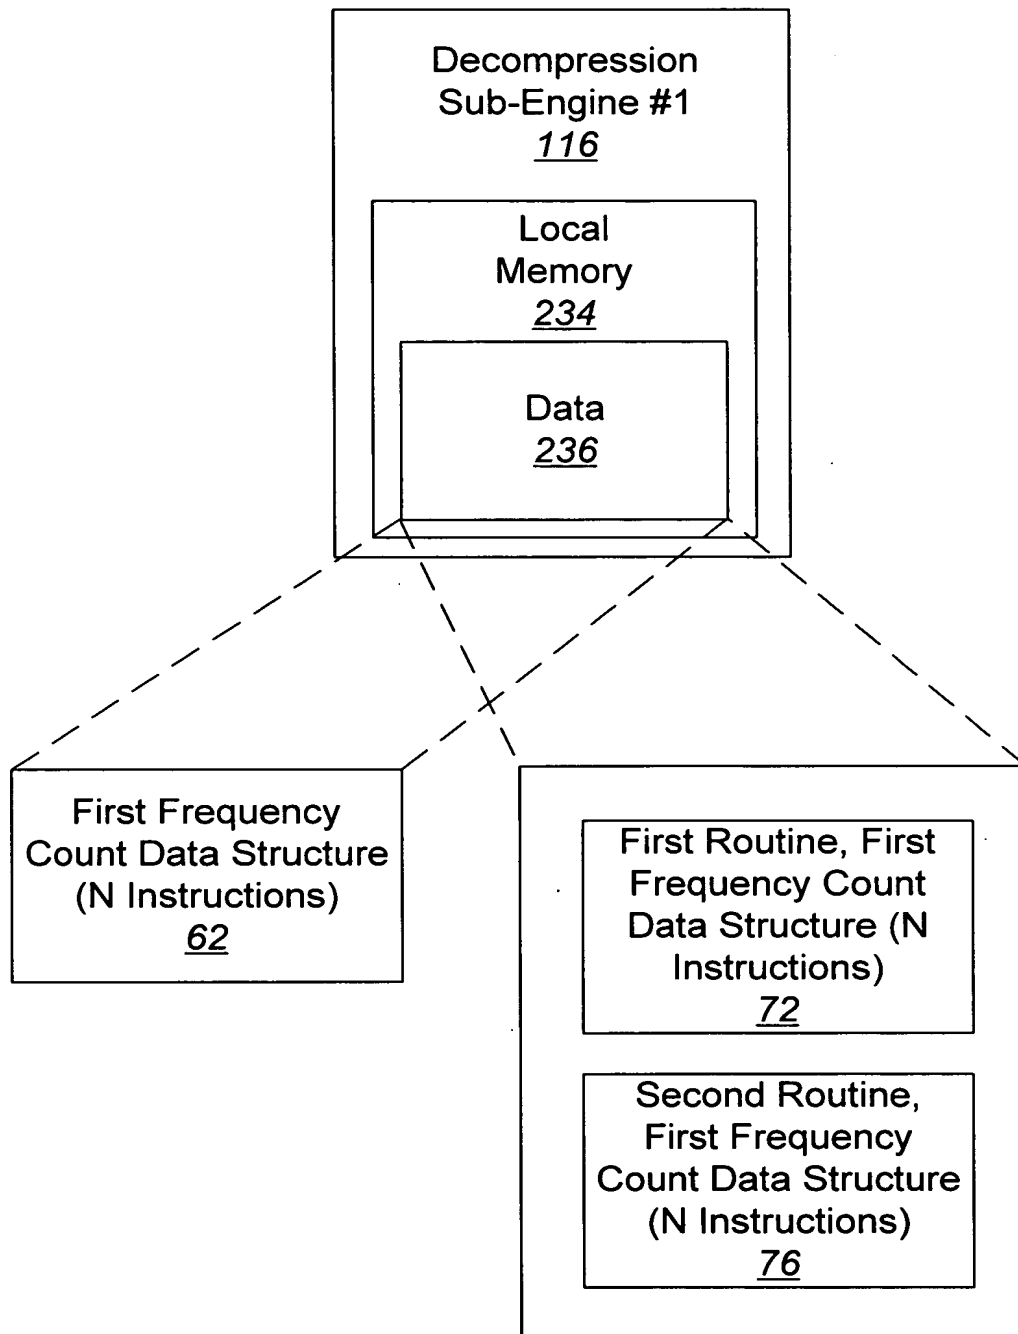 Decompression
Sub-Engine #1
116
Local
Memory
234
Data
236
First Frequency
Count Data Structure
(N Instructions)
62
First Routine, First
Frequency Count
Data Structure (N
Instructions)
72
Second Routine,
First Frequency
Count Data Structure
(N Instructions)
76